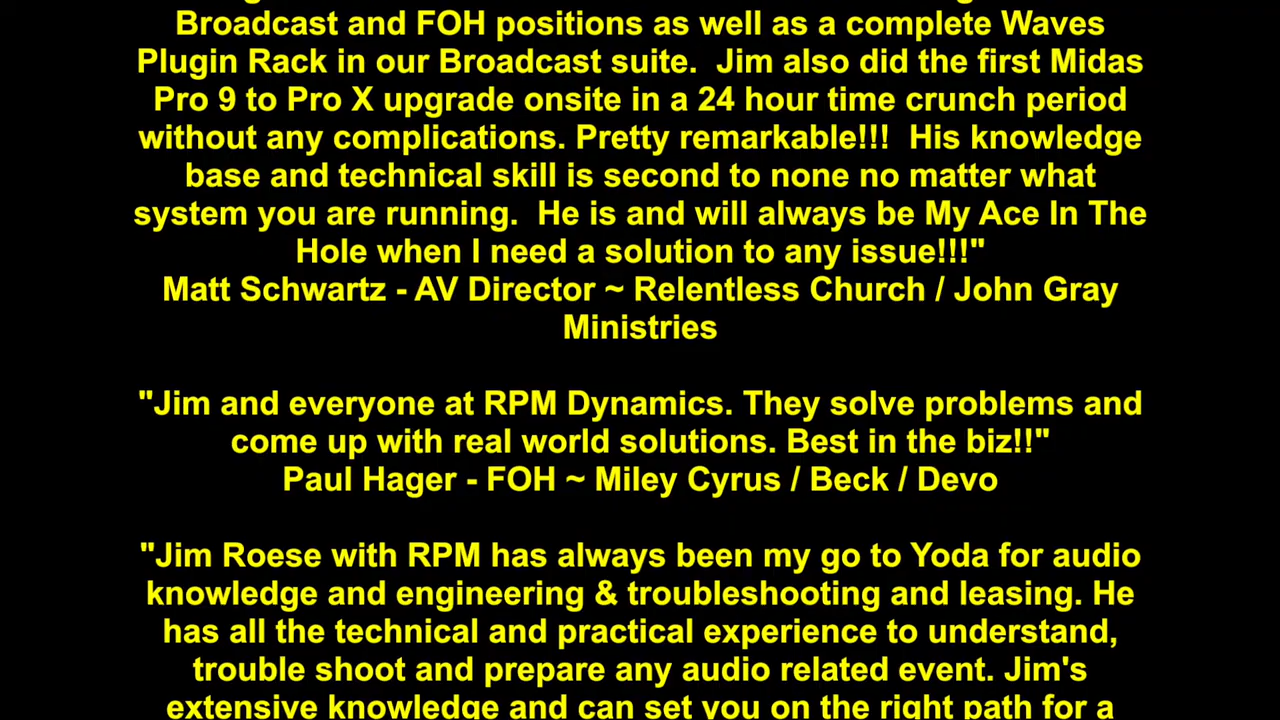 Broadcast and FOH positions as well as a complete Waves
Plugin Rack in our Broadcast suite.  Jim also did the first Midas
Pro 9 to Pro X upgrade onsite in a 24 hour time crunch period
without any complications. Pretty remarkable!!!  His knowledge
base and technical skill is second to none no matter what
system you are running.  He is and will always be My Ace In The
Hole when I need a solution to any issue!!!"
Matt Schwartz - AV Director ~ Relentless Church / John Gray
Ministries
"Jim and everyone at RPM Dynamics. They solve problems and
come up with real world solutions. Best in the biz!!"
Paul Hager - FOH ~ Miley Cyrus / Beck / Devo
"Jim Roese with RPM has always been my go to Yoda for audio
knowledge and engineering & troubleshooting and leasing. He
has all the technical and practical experience to understand,
trouble shoot and prepare any audio related event. Jim's
extensive knowledge and can set you on the right path for a